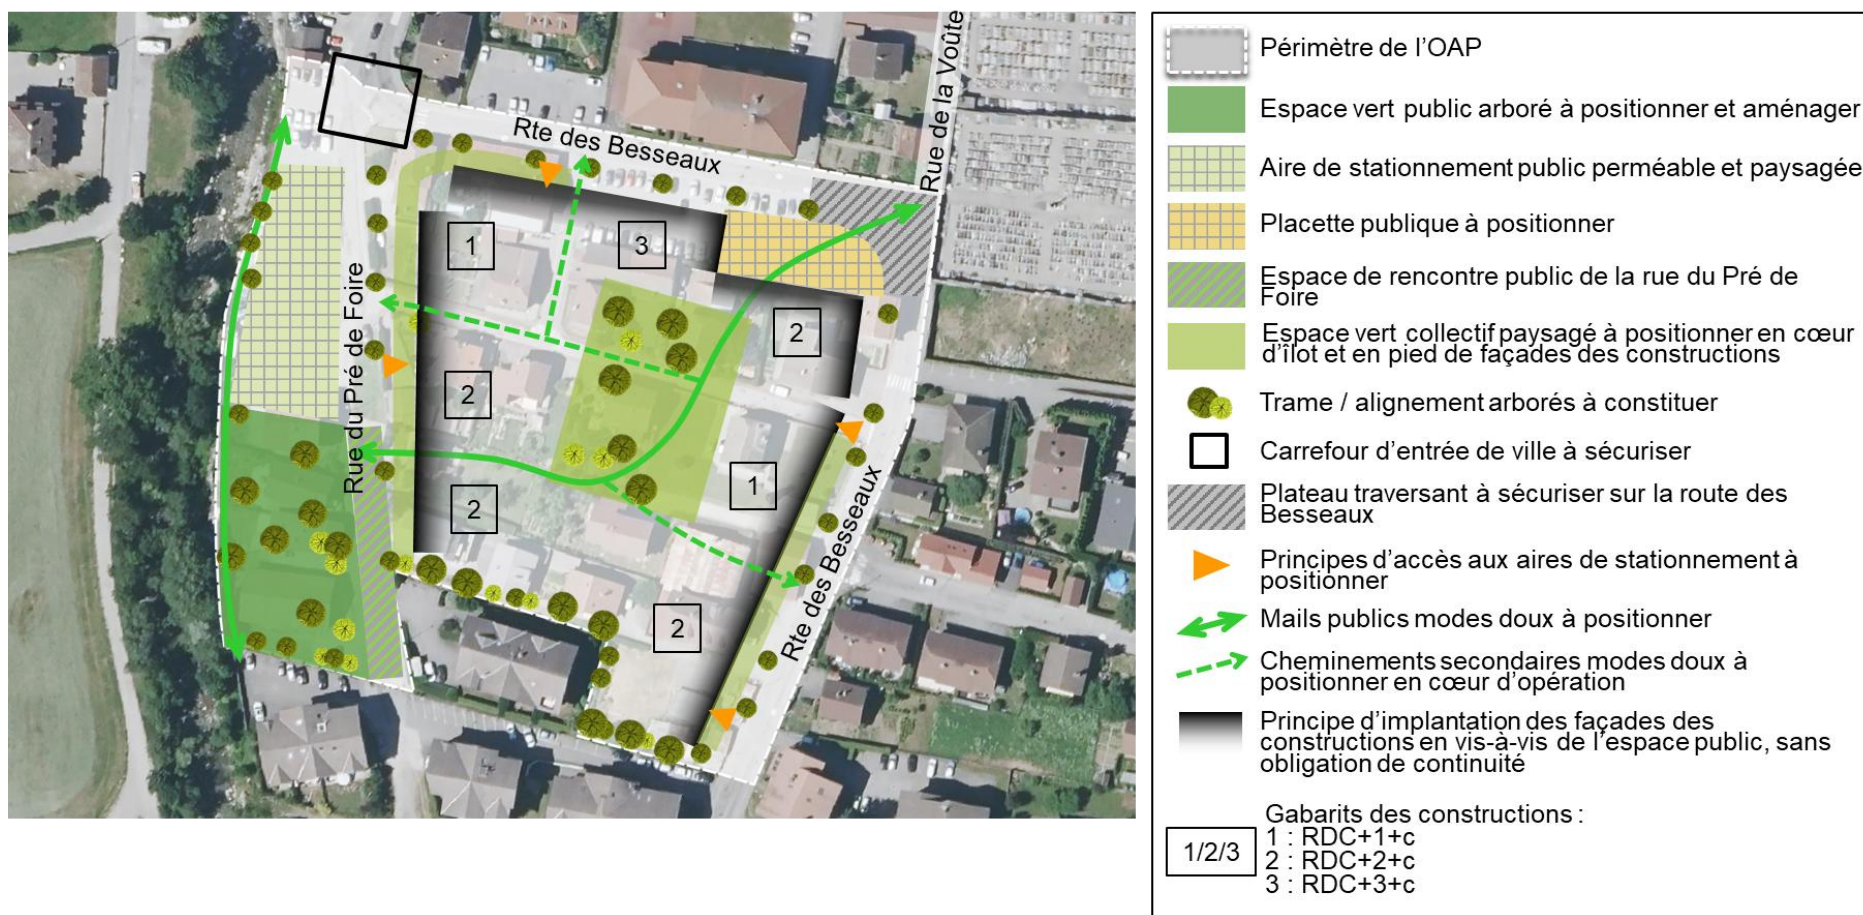 Rte des Besseaux
Rue de la Voûte
1
3
2
Rue du Pré de Foire
2
1
2
2
Rte des Besseaux
Périmètre de l’OAP
Espace vert public arboré à positionner et aménager
Aire de stationnement public perméable et paysagée
Placette publique à positionner
Espace de rencontre public de la rue du Pré de
Foire
Espace vert collectif paysagé à positionner en cœur
d’îlot et en pied de façades des constructions
Trame / alignement arborés à constituer
Carrefour d’entrée de ville à sécuriser
Plateau traversant à sécuriser sur la route des
Besseaux
Principes d’accès aux aires de stationnement à
positionner
Mails publics modes doux à positionner
Cheminements secondaires modes doux à
positionner en cœur d’opération
Principe d’implantation des façades des
constructions en vis-à-vis de l’espace public, sans
obligation de continuité
Gabarits des constructions :
1/2/3
1 : RDC+1+c
2 : RDC+2+c
3 : RDC+3+c